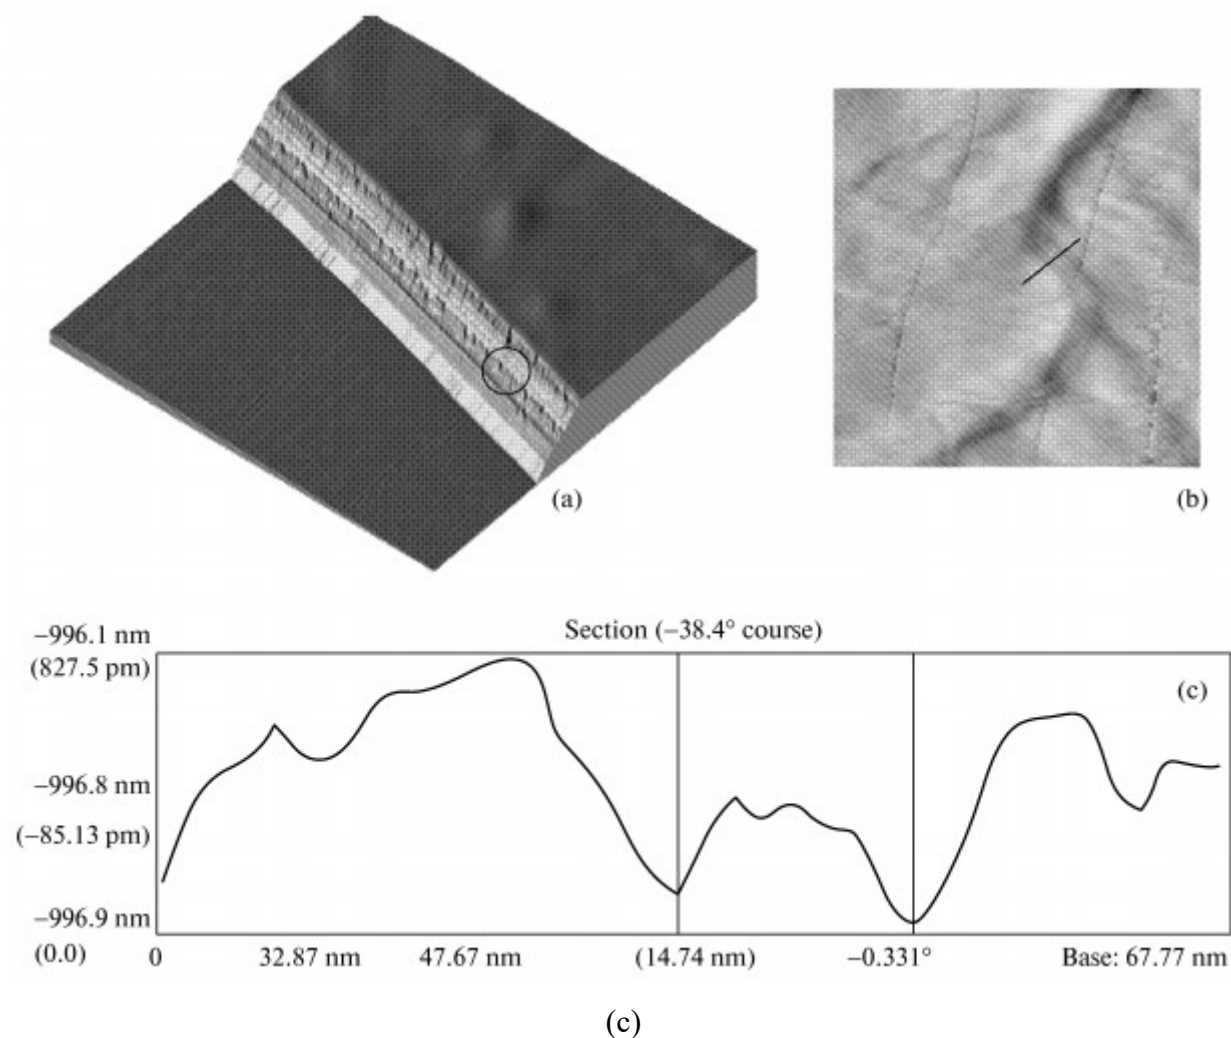 (a)
(b)
−996.1 nm
Section (−38.4° course)
(827.5 pm)
(c)
−996.8 nm
(−85.13 pm)
−996.9 nm
(0.0)
0
32.87 nm
47.67 nm
(14.74 nm)
−0.331°
Base: 67.77 nm
(c)